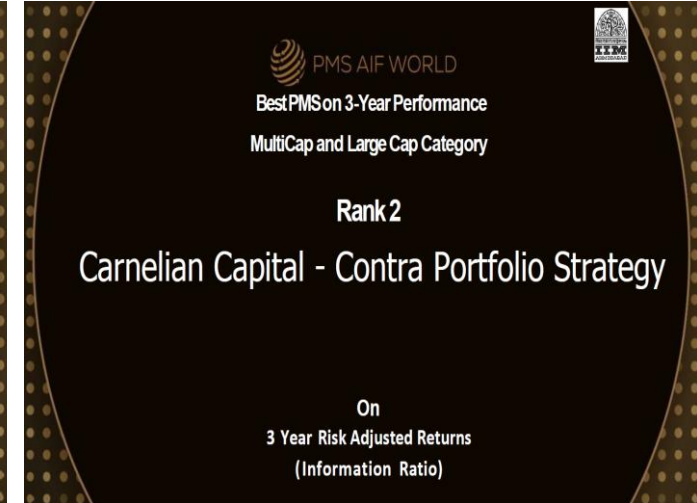 PMS AIF WORLD
Best PMS on 3-Year Performance
MultiCap and Large Cap Category
Rank 2
Carnelian Capital - Contra Portfolio Strategy
On
3 Year Risk Adjusted Returns
(Information Ratio)
IIM